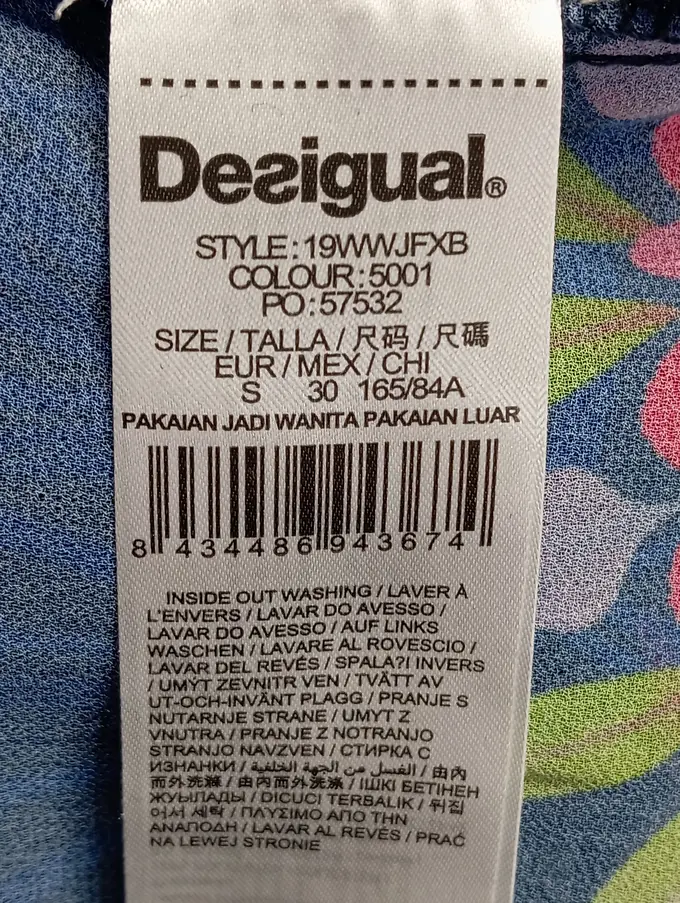 Desigual®
STYLE:19WWJFXB
COLOUR:5001
PO:57532
SIZE / TALLA / 尺码 / 尺碼
EUR / MEX / CHI
S 30 165/84A
PAKAIAN JADI WANITA PAKAIAN LUAR
8 434486 943674
INSIDE OUT WASHING / LAVER À
L'ENVERS / LAVAR DO AVESSO /
LAVAR DO AVESSO / AUF LINKS
WASCHEN / LAVARE AL ROVESCIO /
LAVAR DEL REVÉS / SPALA?I INVERS
/ UMÝT ZEVNITR VEN / TVÄTT AV
UT-OCH-INVÄNT PLAGG / PRANJE S
NUTARNJE STRANE / UMYT Z
VNUTRA / PRANJE Z NOTRANJO
STRANJO NAVZVEN / СТИРКА С
ИЗНАНКИ / الغسل من الجهة الخلفية / 由內
而外洗滌 / 由内而外洗涤 / ІШКІ БЕТІНЕН
ЖУЫЛАДЫ / DICUCI TERBALIK / 뒤집
어서 세탁 / ΠΛΥΣΙΜΟ ΑΠΟ ΤΗΝ
ΑΝΑΠΟΔΗ / LAVAR AL REVÉS / PRAĆ
NA LEWEJ STRONIE